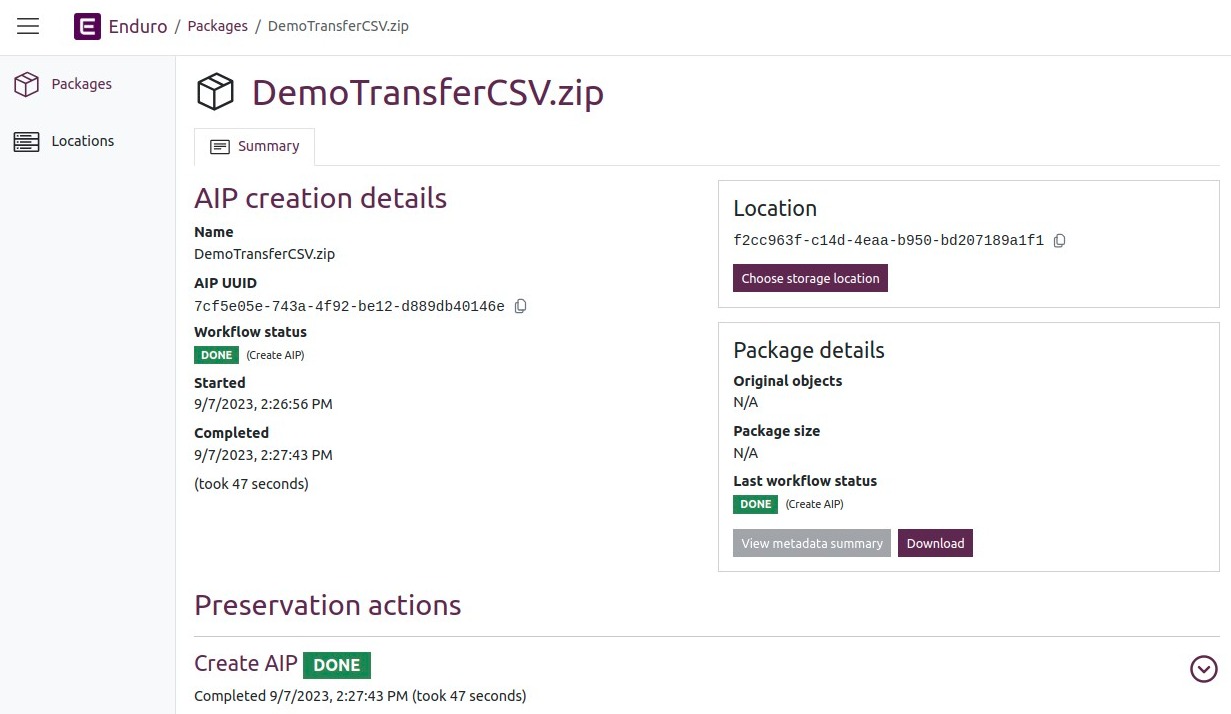 Enduro / Packages / DemoTransferCSV.zip
Packages
Locations
DemoTransferCSV.zip
Summary
AIP creation details
Name
DemoTransferCSV.zip
AIP UUID
7cf5e05e-743a-4f92-be12-d889db40146e
Workflow status
DONE (Create AIP)
Started
9/7/2023, 2:26:56 PM
Completed
9/7/2023, 2:27:43 PM
(took 47 seconds)
Location
f2cc963f-c14d-4eaa-b950-bd207189a1f1
Choose storage location
Package details
Original objects
N/A
Package size
N/A
Last workflow status
DONE (Create AIP)
View metadata summary Download
Preservation actions
Create AIP DONE
Completed 9/7/2023, 2:27:43 PM (took 47 seconds)